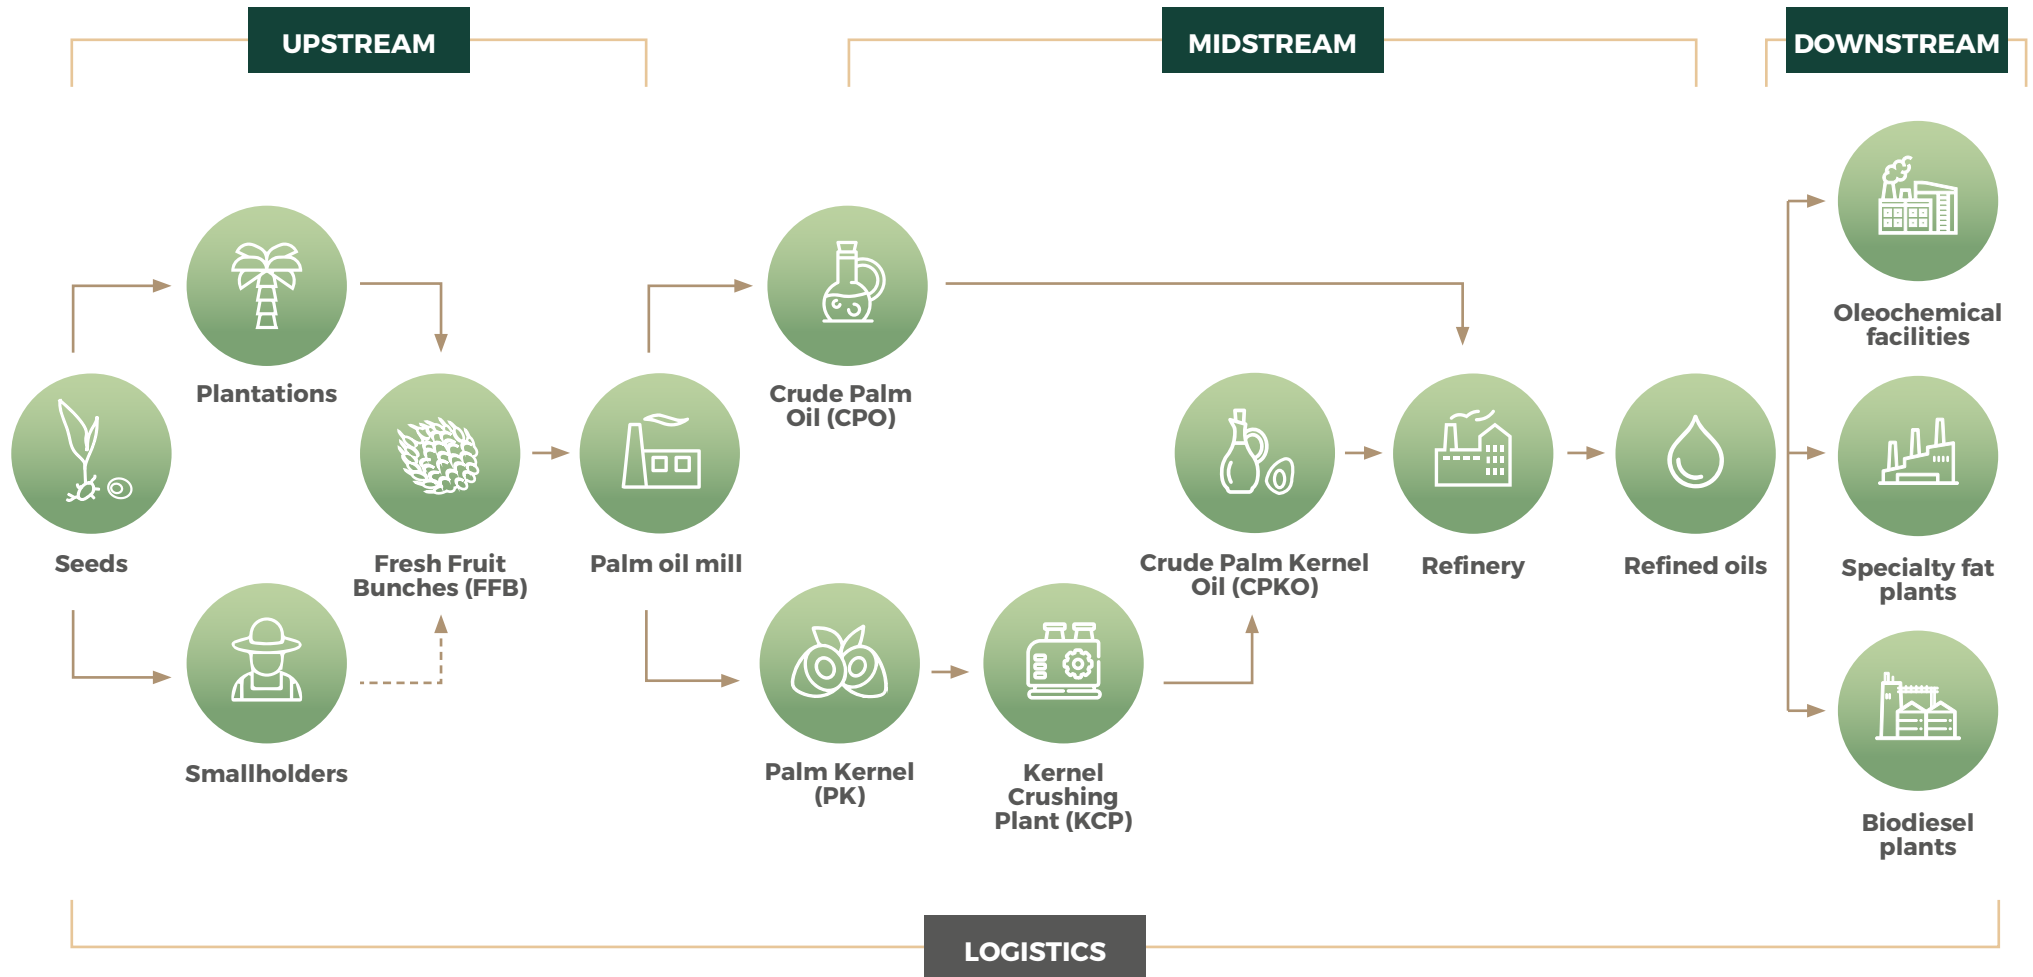 UPSTREAM
MIDSTREAM
DOWNSTREAM
Seeds
Plantations
Smallholders
Fresh Fruit
Bunches (FFB)
Palm oil mill
Crude Palm
Oil (CPO)
Palm Kernel
(PK)
Kernel
Crushing
Plant (KCP)
Crude Palm Kernel
Oil (CPKO)
Refinery
Refined oils
Oleochemical
facilities
Specialty fat
plants
Biodiesel
plants
LOGISTICS